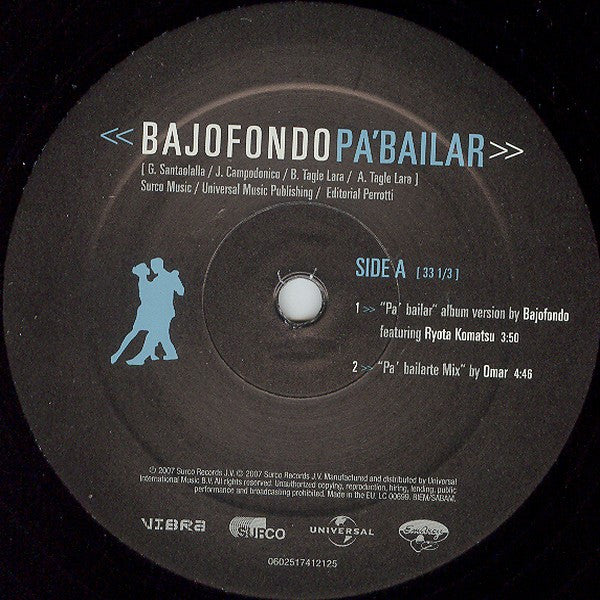 << BAJOFONDO PA'BAILAR >>
[ G. Santaolalla / J. Campodonico / B. Tagle Lara / A. Tagle Lara ]
Surco Music / Universal Music Publishing / Editorial Perrotti
SIDE A [ 33 1/3 ]
1 >> "Pa' bailar" album version by Bajofondo
featuring Ryota Komatsu 3:50
2 >> "Pa' bailarte Mix" by Omar 4:46
℗ 2007 Surco Records J.V. © 2007 Surco Records J.V. Manufactured and distributed by Universal
International Music B.V. All rights reserved. Unauthorized copying, reproduction, hiring, lending, public
performance and broadcasting prohibited. Made in the EU. LC 00699. BIEM/SABAM.
VIBRA SURCO UNIVERSAL EmArcy
0602517412125